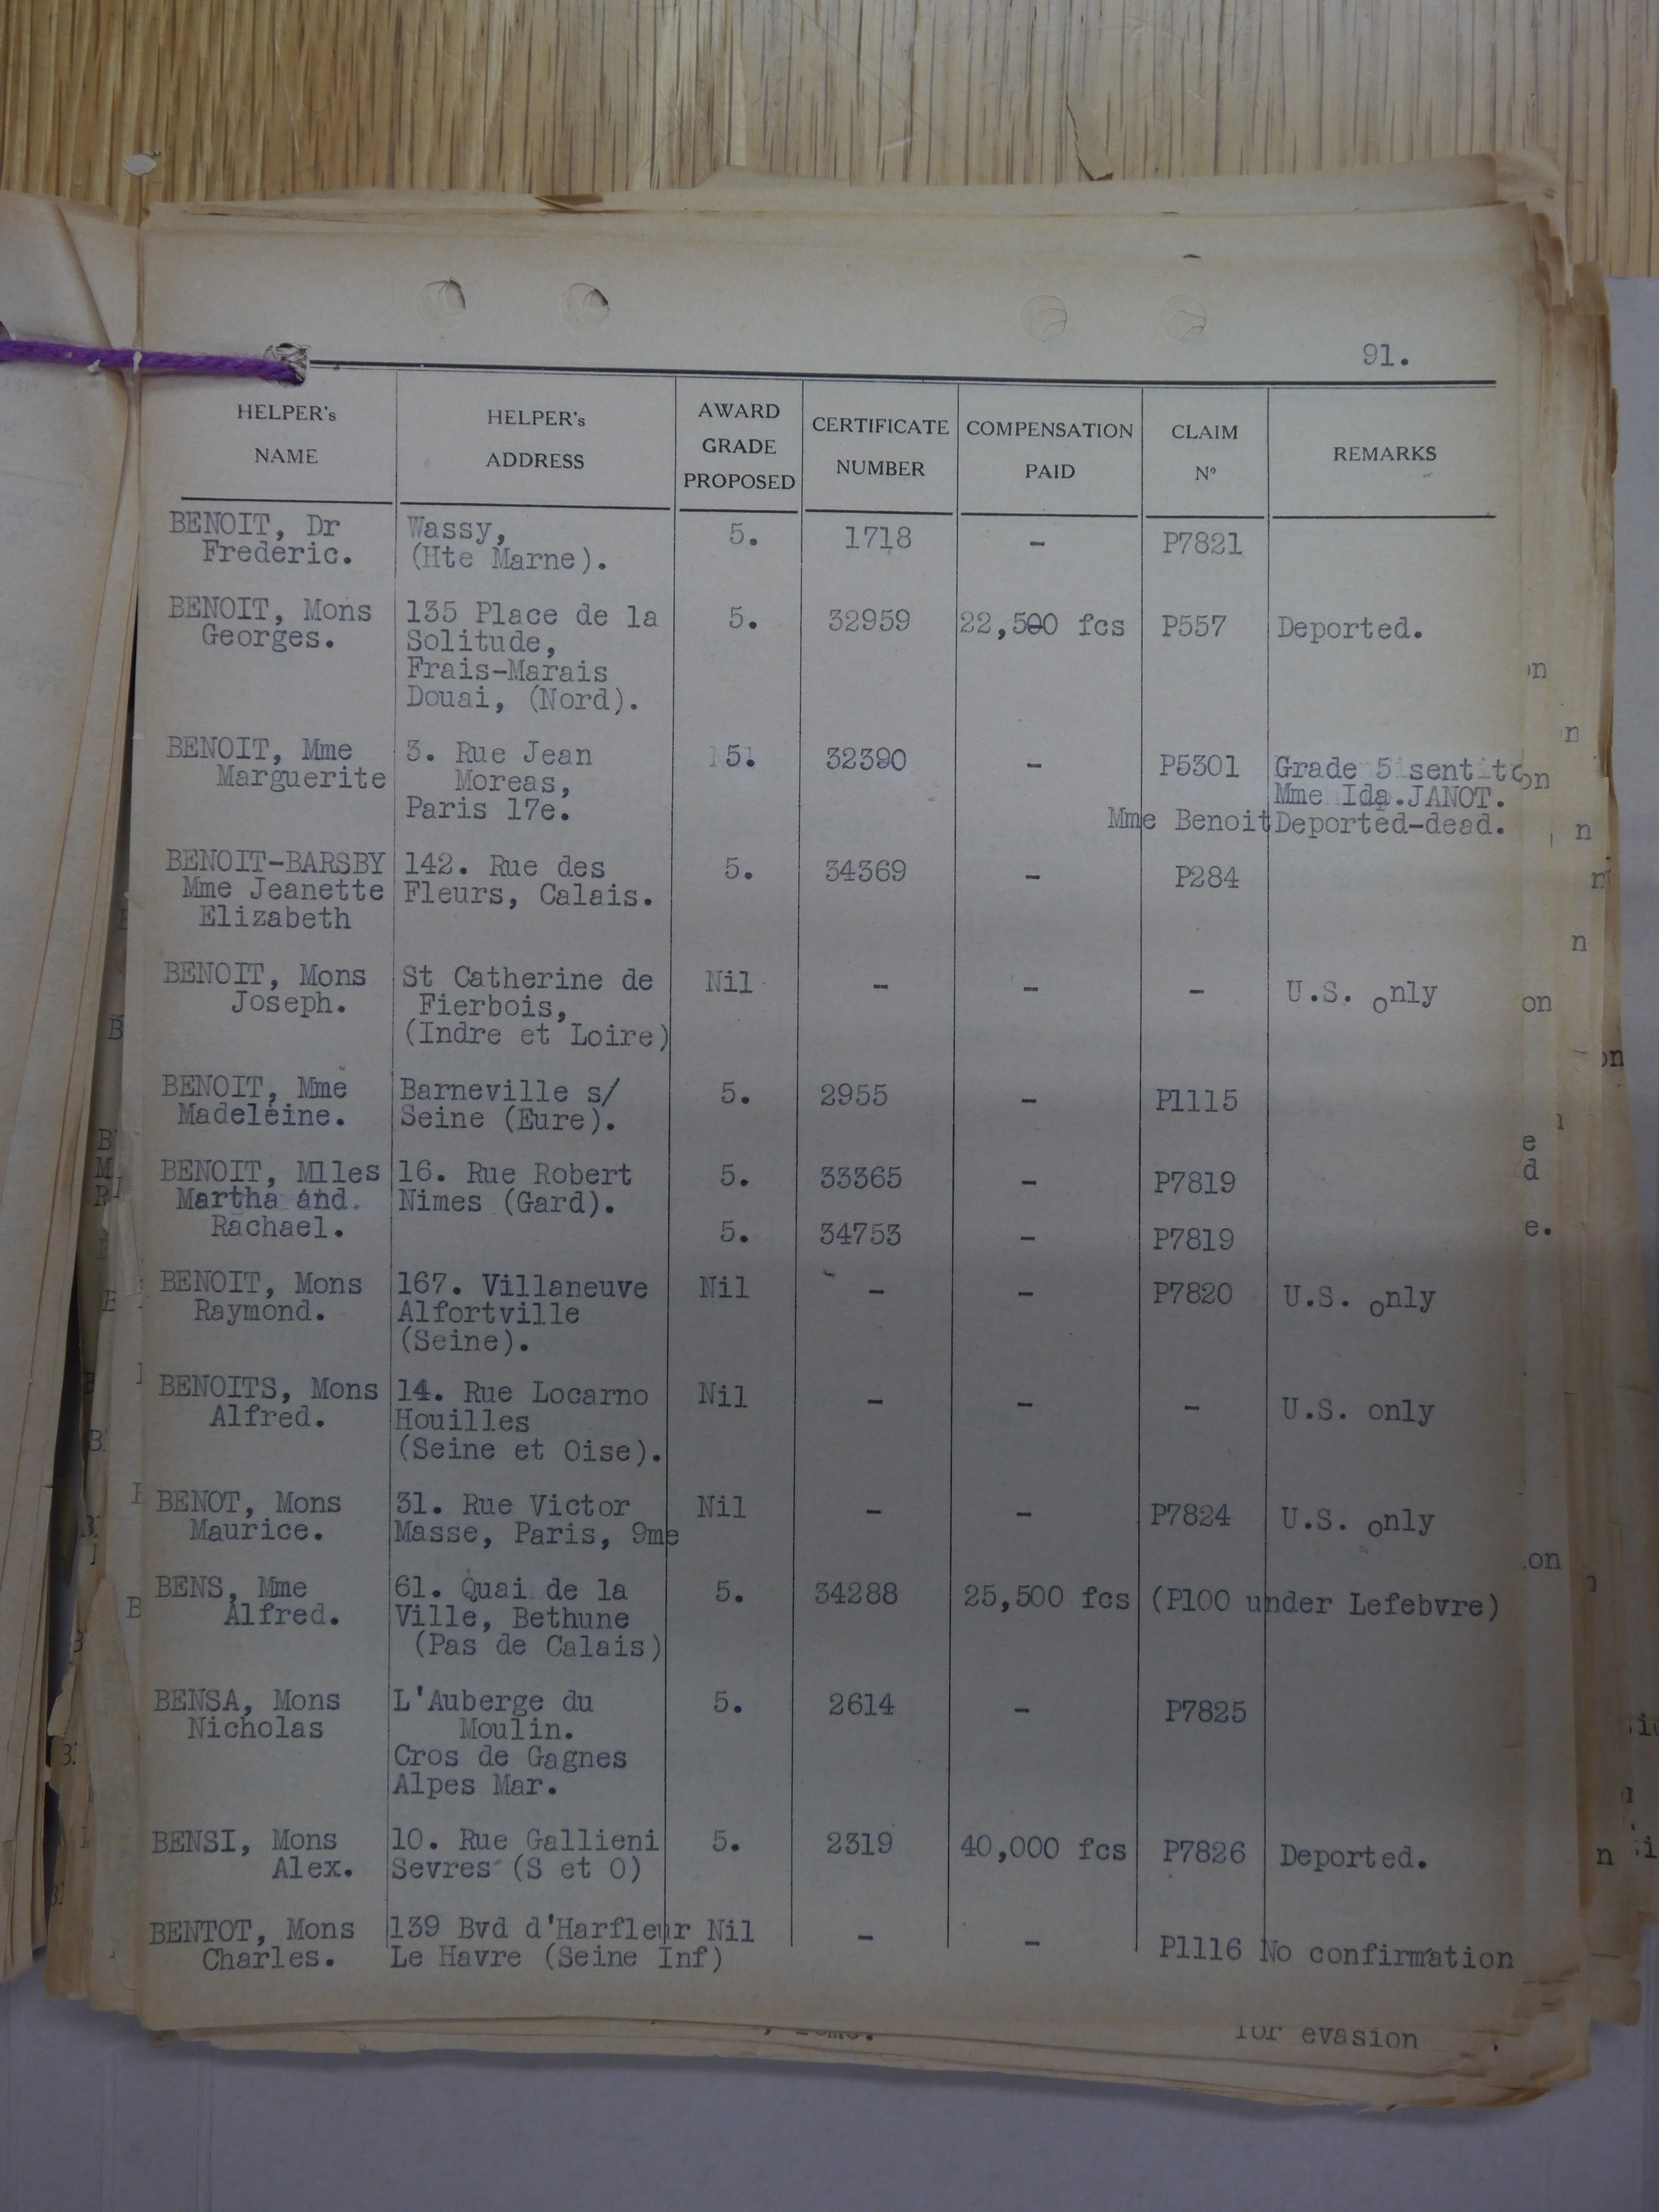 91.
HELPER's NAME | HELPER's ADDRESS | AWARD GRADE PROPOSED | CERTIFICATE NUMBER | COMPENSATION PAID | CLAIM Nº | REMARKS
BENOIT, Dr | Wassy, | 5. | 1718 | – | P7821
Frederic. | (Hte Marne).
BENOIT, Mons | 135 Place de la | 5. | 32959 | 22,500 fcs | P557 | Deported.
Georges. | Solitude,
Frais-Marais
Douai, (Nord).
BENOIT, Mme | 3. Rue Jean | 5. | 32390 | – | P5301 | Grade 5 sent to
Marguerite | Moreas, | Mme Ida.JANOT.
Paris 17e. | Mme Benoit Deported-dead.
BENOIT-BARSBY | 142. Rue des | 5. | 34369 | – | P284
Mme Jeanette | Fleurs, Calais.
Elizabeth
BENOIT, Mons | St Catherine de | Nil | – | – | – | U.S. only
Joseph. | Fierbois,
(Indre et Loire)
BENOIT, Mme | Barneville s/ | 5. | 2955 | – | P1115
Madeleine. | Seine (Eure).
BENOIT, Mlles | 16. Rue Robert | 5. | 33365 | – | P7819
Martha and. | Nimes (Gard).
Rachael. | 5. | 34753 | – | P7819
BENOIT, Mons | 167. Villaneuve | Nil | – | – | P7820 | U.S. only
Raymond. | Alfortville
(Seine).
BENOITS, Mons | 14. Rue Locarno | Nil | – | – | – | U.S. only
Alfred. | Houilles
(Seine et Oise).
BENOT, Mons | 31. Rue Victor | Nil | – | – | P7824 | U.S. only
Maurice. | Masse, Paris, 9me
BENS, Mme | 61. Quai de la | 5. | 34288 | 25,500 fcs | (P100 under Lefebvre)
Alfred. | Ville, Bethune
(Pas de Calais)
BENSA, Mons | L'Auberge du | 5. | 2614 | – | P7825
Nicholas | Moulin.
Cros de Gagnes
Alpes Mar.
BENSI, Mons | 10. Rue Gallieni | 5. | 2319 | 40,000 fcs | P7826 | Deported.
Alex. | Sevres (S et O)
BENTOT, Mons | 139 Bvd d'Harfleur | Nil | – | – | P1116 | No confirmation
Charles. | Le Havre (Seine Inf)
for evasion